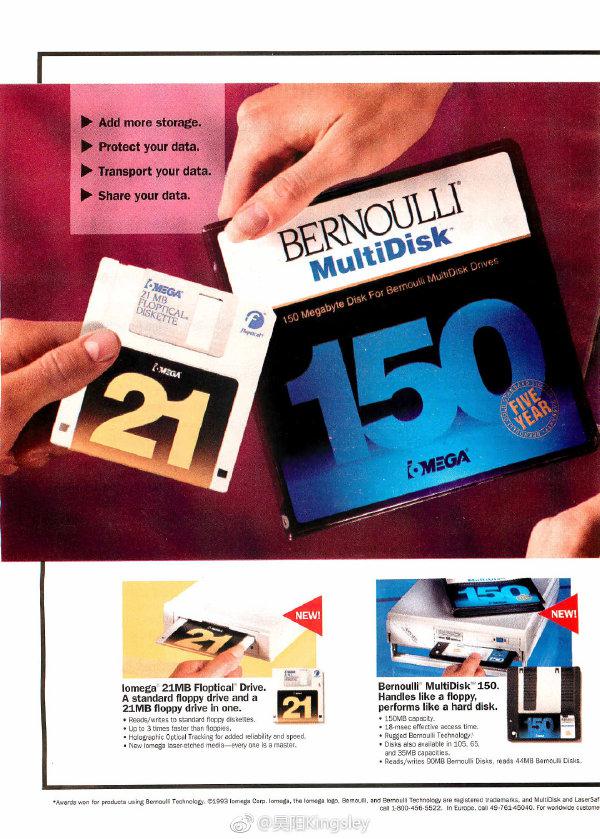 ▶ Add more storage.
▶ Protect your data.
▶ Transport your data.
▶ Share your data.
BERNOULLI
MultiDisk™
150 Megabyte Disk For Bernoulli MultiDisk Drives
150
FIVE
YEAR
IOMEGA
IOMEGA
21 MB
FLOPTICAL
DISKETTE
Floptical
IOMEGA
21
NEW!
21
Iomega® 21MB Floptical® Drive.
A standard floppy drive and a
21MB floppy drive in one.
• Reads/writes to standard floppy diskettes.
• Up to 3 times faster than floppies.
• Holographic Optical Tracking for added reliability and speed.
• New Iomega laser-etched media—every one is a master.
21
150
NEW!
Bernoulli® MultiDisk™ 150.
Handles like a floppy,
performs like a hard disk.
• 150MB capacity.
• 18-msec effective access time.
• Rugged Bernoulli Technology!
• Disks also available in 105, 65,
and 35MB capacities.
• Reads/writes 90MB Bernoulli Disks, reads 44MB Bernoulli Disks.
150
*Awards won for products using Bernoulli Technology. ©1993 Iomega Corp. Iomega, the Iomega logo, Bernoulli, and Bernoulli Technology are registered trademarks, and MultiDisk and LaserSaf
call 1-800-456-5522. In Europe, call 49-761-45040. For worldwide custome
@吴阳Kingsley